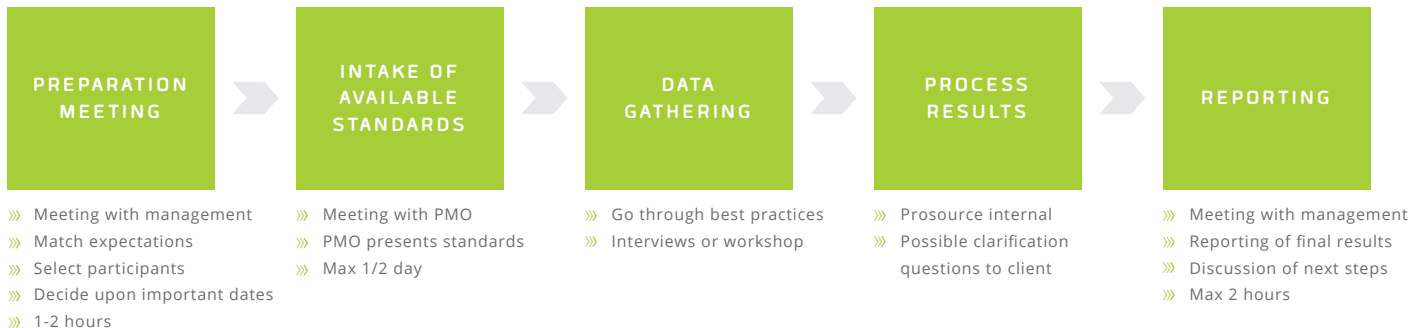 PREPARATION
MEETING
Meeting with management
Match expectations
Select participants
Decide upon important dates
1-2 hours
INTAKE OF
AVAILABLE
STANDARDS
Meeting with PMO
PMO presents standards
Max 1/2 day
DATA
GATHERING
Go through best practices
Interviews or workshop
PROCESS
RESULTS
Prosource internal
Possible clarification
questions to client
REPORTING
Meeting with management
Reporting of final results
Discussion of next steps
Max 2 hours